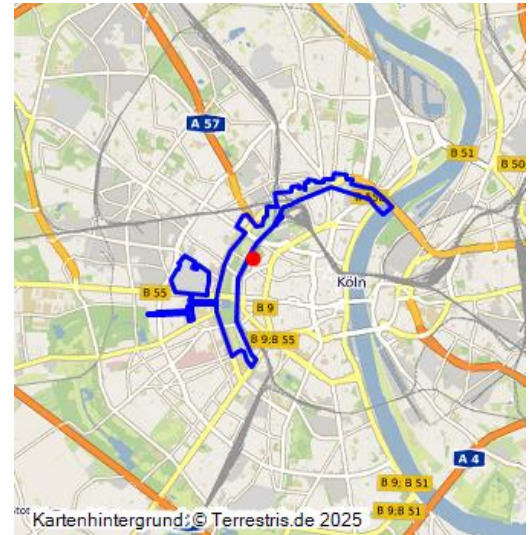 A 57
B 51
B 50
B 55
Köln
B 9
B 9;B 55
A 4
B 9; B 51
B 9;B 51
Kartenhintergrund: © Terrestris.de 2025